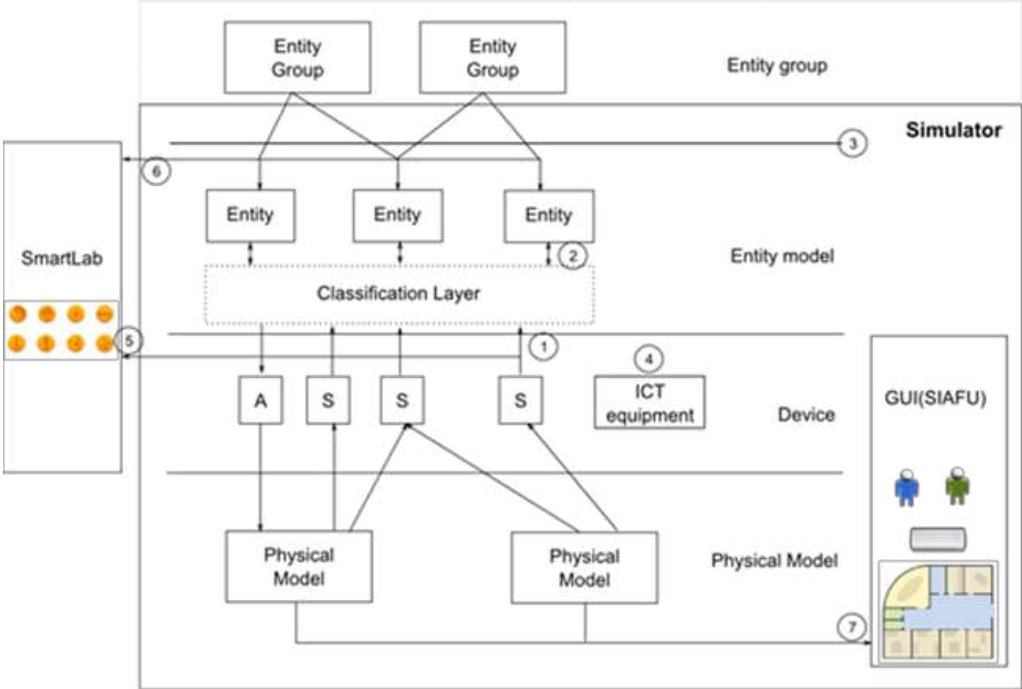 Entity
Group
Entity
Group
Entity group
Simulator
3
6
Entity
Entity
Entity
2
Entity model
SmartLab
Classification Layer
5
1
4
A
S
S
S
ICT
equipment
Device
GUI(SIAFU)
Physical
Model
Physical
Model
Physical Model
7